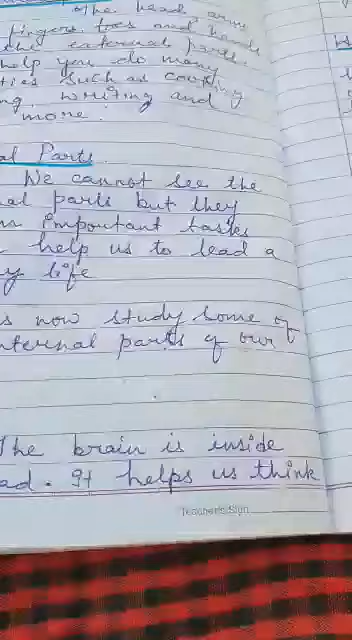 The head, arms
fingers, toes and hands
the external parts.
help you do many
ties such as cooking
ng, writing and
more.
al Parts
We cannot see the
nal parts but they
m important tasks
help us to lead a
y life
s now study some of
nternal parts of our
The brain is inside
ad. It helps us think
Teacher's Sign